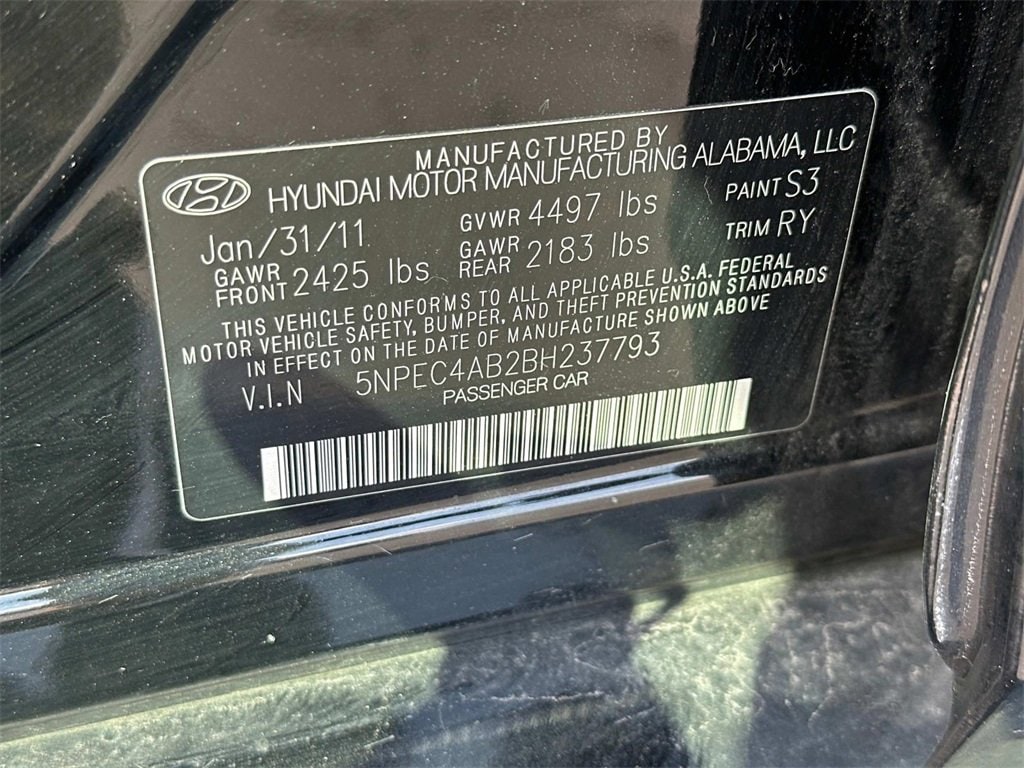 MANUFACTURED BY
HYUNDAI MOTOR MANUFACTURING ALABAMA, LLC
Jan/31/11 GVWR 4497 lbs PAINT S3
GAWR FRONT 2425 lbs GAWR REAR 2183 lbs TRIM RY
THIS VEHICLE CONFORMS TO ALL APPLICABLE U.S.A. FEDERAL
MOTOR VEHICLE SAFETY, BUMPER, AND THEFT PREVENTION STANDARDS
IN EFFECT ON THE DATE OF MANUFACTURE SHOWN ABOVE
V.I.N 5NPEC4AB2BH237793
PASSENGER CAR